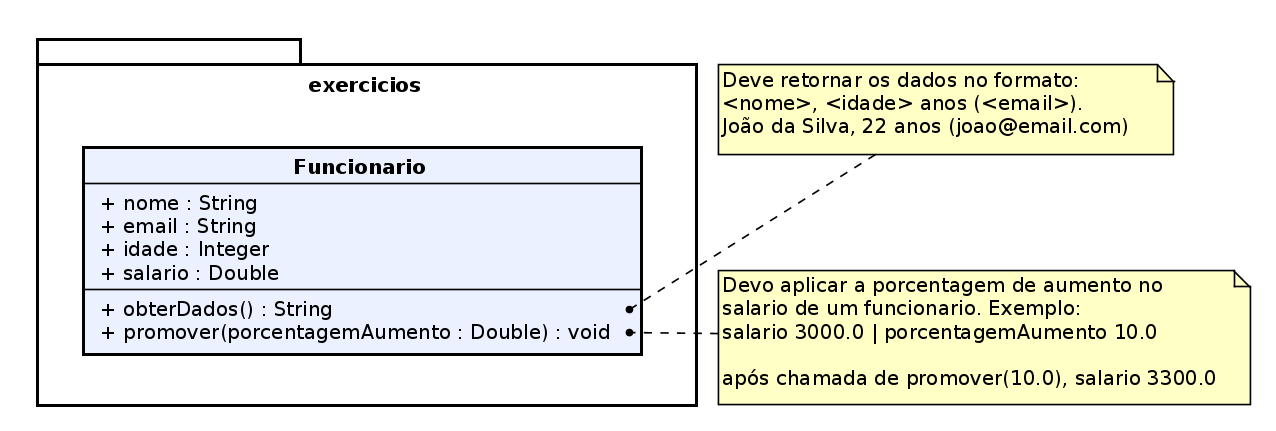 exercicios
Funcionario
+ nome : String
+ email : String
+ idade : Integer
+ salario : Double
+ obterDados() : String
+ promover(porcentagemAumento : Double) : void
Deve retornar os dados no formato:
<nome>, <idade> anos (<email>).
João da Silva, 22 anos (joao@email.com)
Devo aplicar a porcentagem de aumento no
salario de um funcionario. Exemplo:
salario 3000.0 | porcentagemAumento 10.0
após chamada de promover(10.0), salario 3300.0